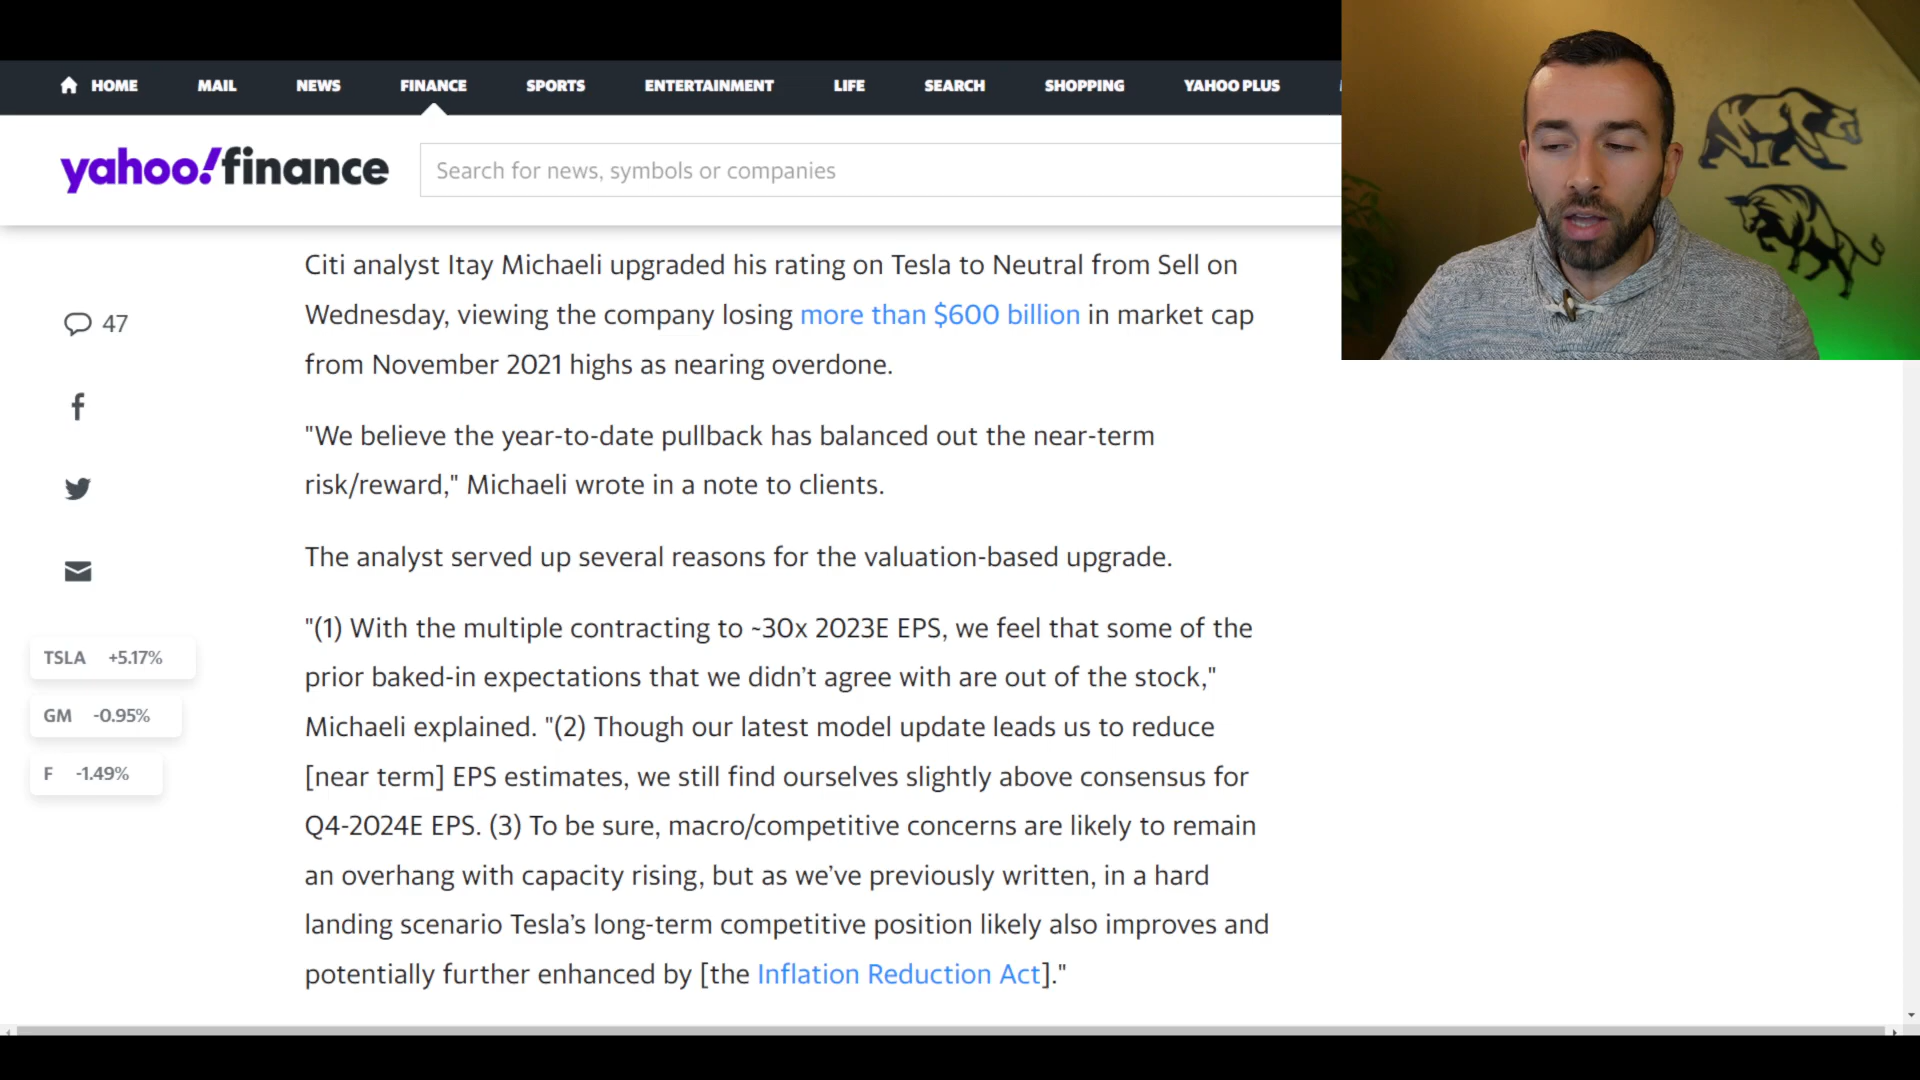 HOME MAIL NEWS FINANCE SPORTS ENTERTAINMENT LIFE SEARCH SHOPPING YAHOO PLUS
yahoo!finance
Search for news, symbols or companies
47
TSLA +5.17%
GM -0.95%
F -1.49%
Citi analyst Itay Michaeli upgraded his rating on Tesla to Neutral from Sell on
Wednesday, viewing the company losing more than $600 billion in market cap
from November 2021 highs as nearing overdone.
"We believe the year-to-date pullback has balanced out the near-term
risk/reward," Michaeli wrote in a note to clients.
The analyst served up several reasons for the valuation-based upgrade.
"(1) With the multiple contracting to ~30x 2023E EPS, we feel that some of the
prior baked-in expectations that we didn’t agree with are out of the stock,"
Michaeli explained. "(2) Though our latest model update leads us to reduce
[near term] EPS estimates, we still find ourselves slightly above consensus for
Q4-2024E EPS. (3) To be sure, macro/competitive concerns are likely to remain
an overhang with capacity rising, but as we’ve previously written, in a hard
landing scenario Tesla’s long-term competitive position likely also improves and
potentially further enhanced by [the Inflation Reduction Act]."